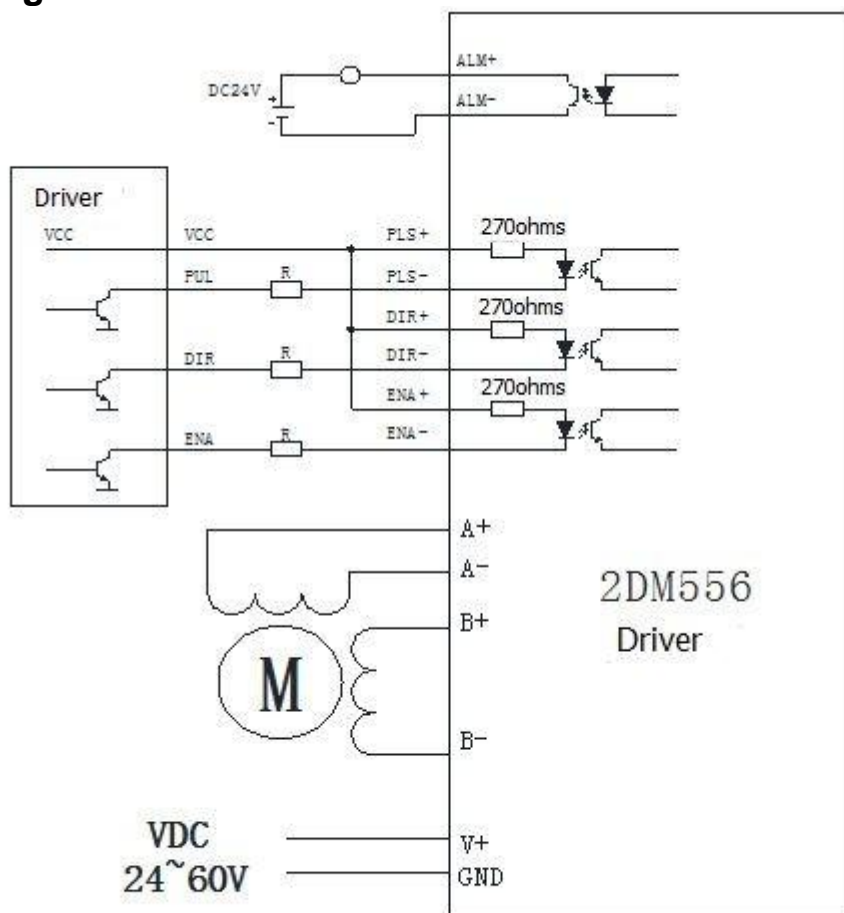 g
ALM+
DC24V
+
-
ALM-
Driver
VCC VCC PLS+ 270ohms
PUL R PLS-
DIR+ 270ohms
DIR R DIR-
ENA+ 270ohms
ENA R ENA-
A+
A-
B+
2DM556
Driver
M
B-
VDC
24~60V
V+
GND